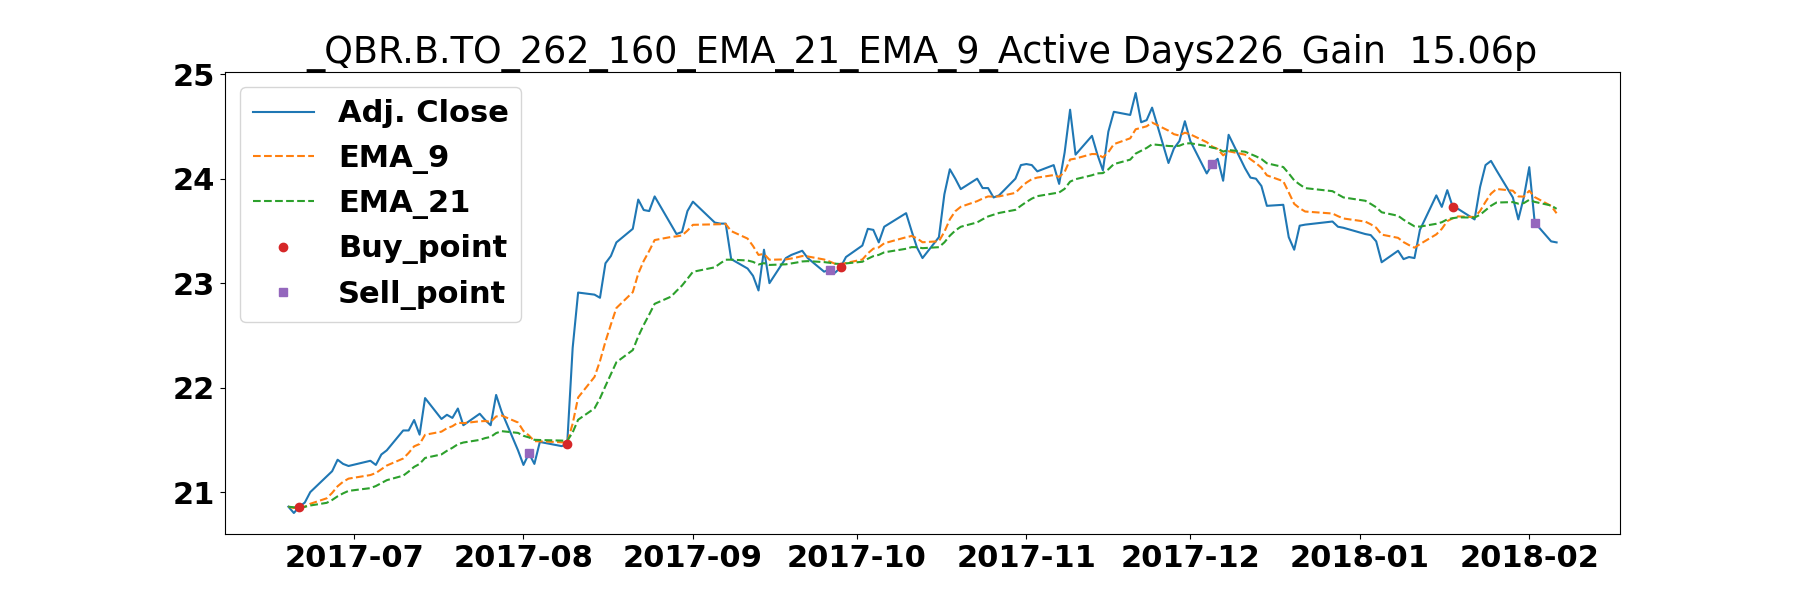 _QBR.B.TO_262_160_EMA_21_EMA_9_Active Days226_Gain  15.06p
25
24
23
22
21
Adj. Close
EMA_9
EMA_21
Buy_point
Sell_point
2017-07 2017-08 2017-09 2017-10 2017-11 2017-12 2018-01 2018-02